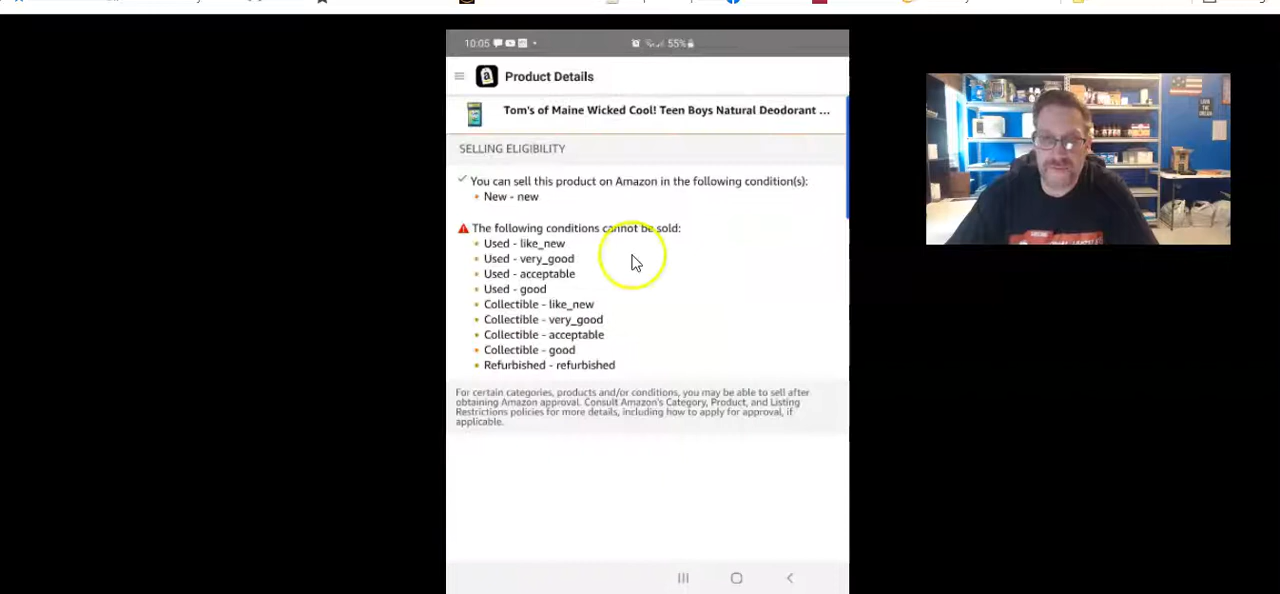 10:05
55%
Product Details
Tom's of Maine Wicked Cool! Teen Boys Natural Deodorant ...
SELLING ELIGIBILITY
You can sell this product on Amazon in the following condition(s):
New - new
The following conditions cannot be sold:
Used - like_new
Used - very_good
Used - acceptable
Used - good
Collectible - like_new
Collectible - very_good
Collectible - acceptable
Collectible - good
Refurbished - refurbished
For certain categories, products and/or conditions, you may be able to sell after
obtaining Amazon approval. Consult Amazon's Category, Product, and Listing
Restrictions policies for more details, including how to apply for approval, if
applicable.